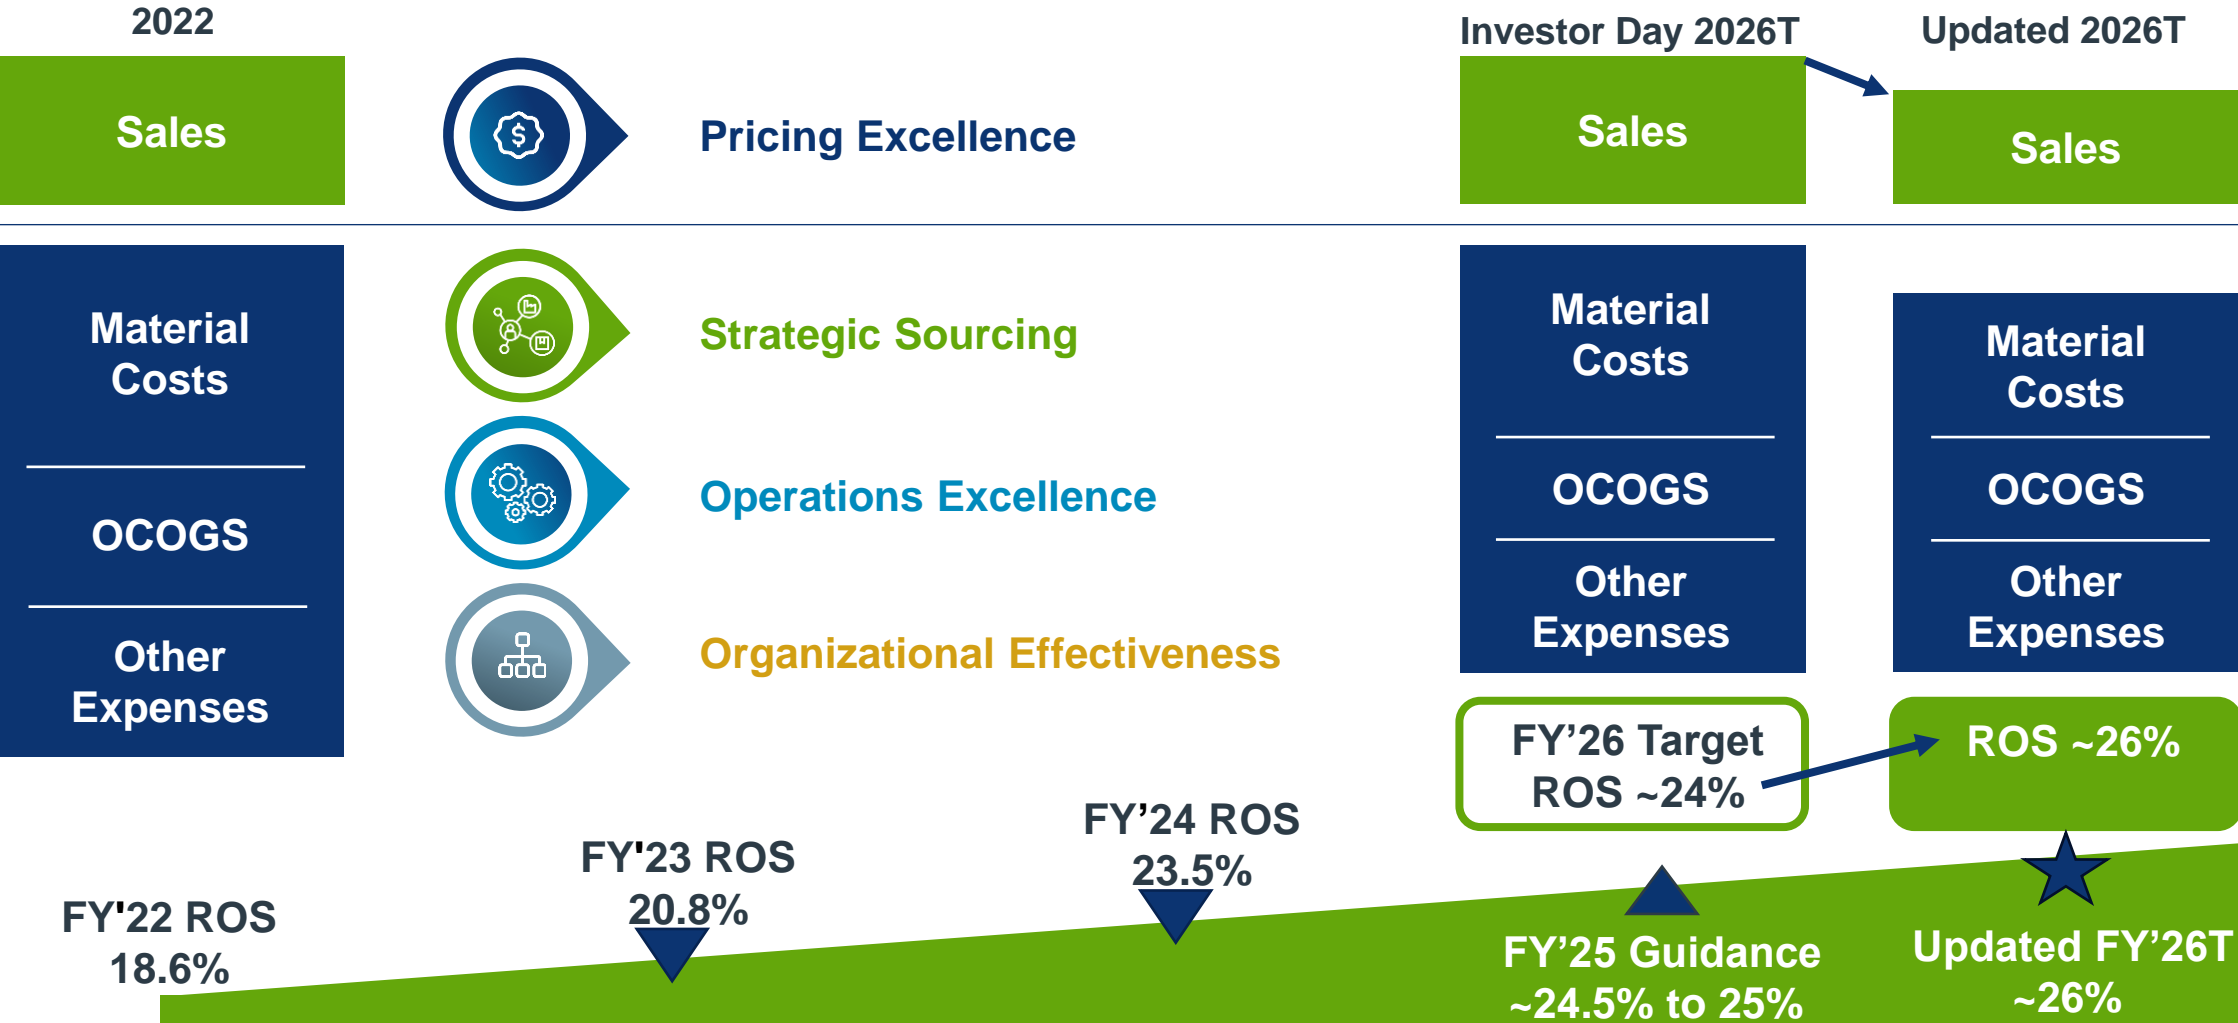 2022
Investor Day 2026T
Updated 2026T
Sales
$
Pricing Excellence
Sales
Sales
Material
Costs
OCOGS
Other
Expenses
Strategic Sourcing
Operations Excellence
Organizational Effectiveness
Material
Costs
OCOGS
Other
Expenses
Material
Costs
OCOGS
Other
Expenses
FY’26 Target
ROS ~24%
ROS ~26%
FY'22 ROS
18.6%
FY'23 ROS
20.8%
FY’24 ROS
23.5%
FY’25 Guidance
~24.5% to 25%
Updated FY’26T
~26%